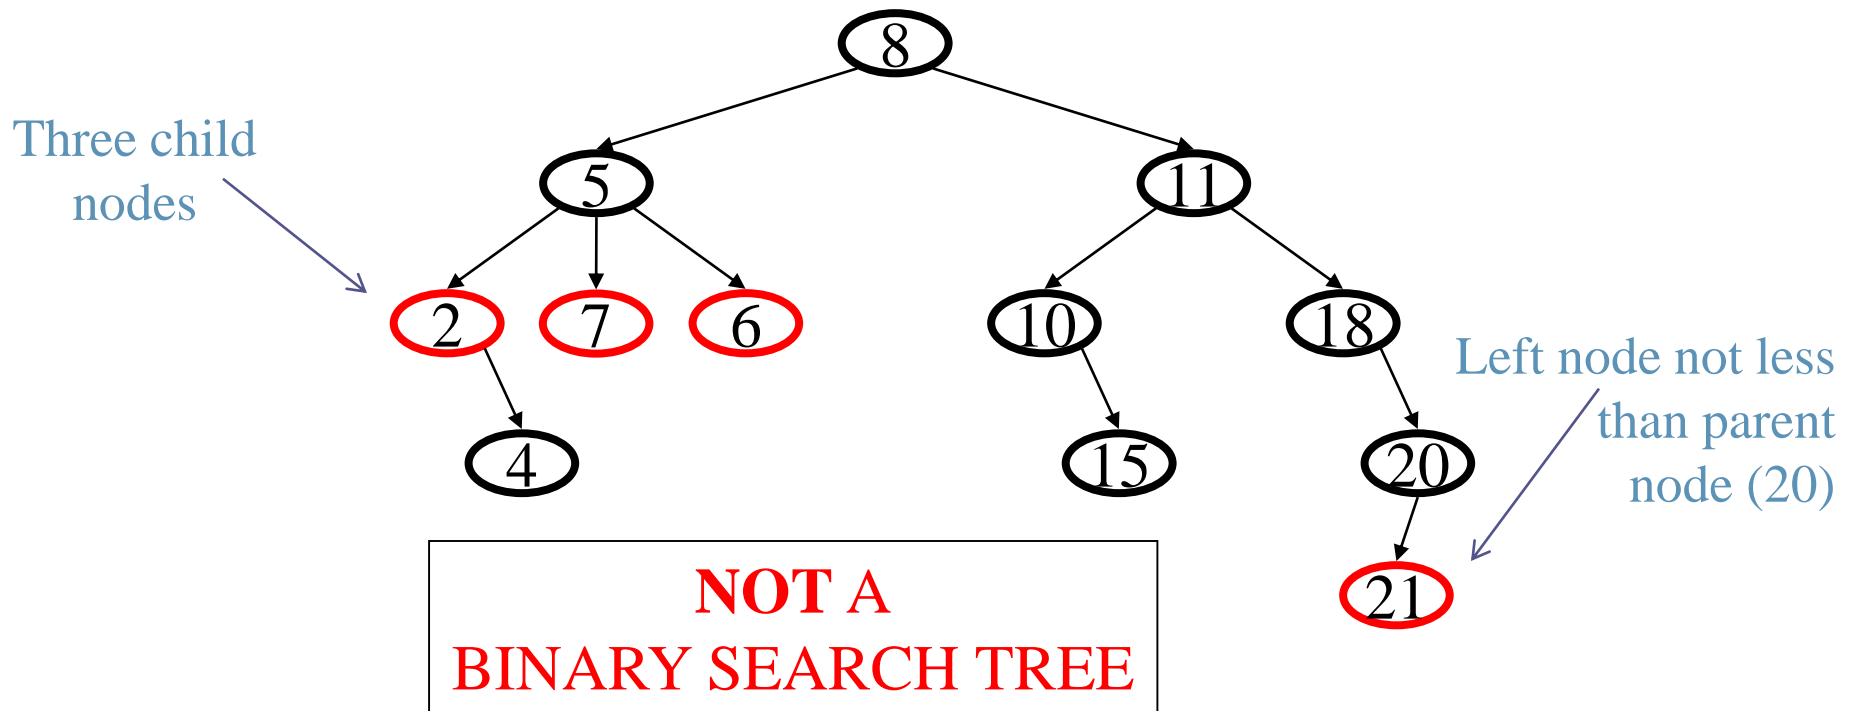 8
Three child
nodes
5
11
2
7
6
10
18
Left node not less
than parent
node (20)
4
15
20
21
NOT A
BINARY SEARCH TREE